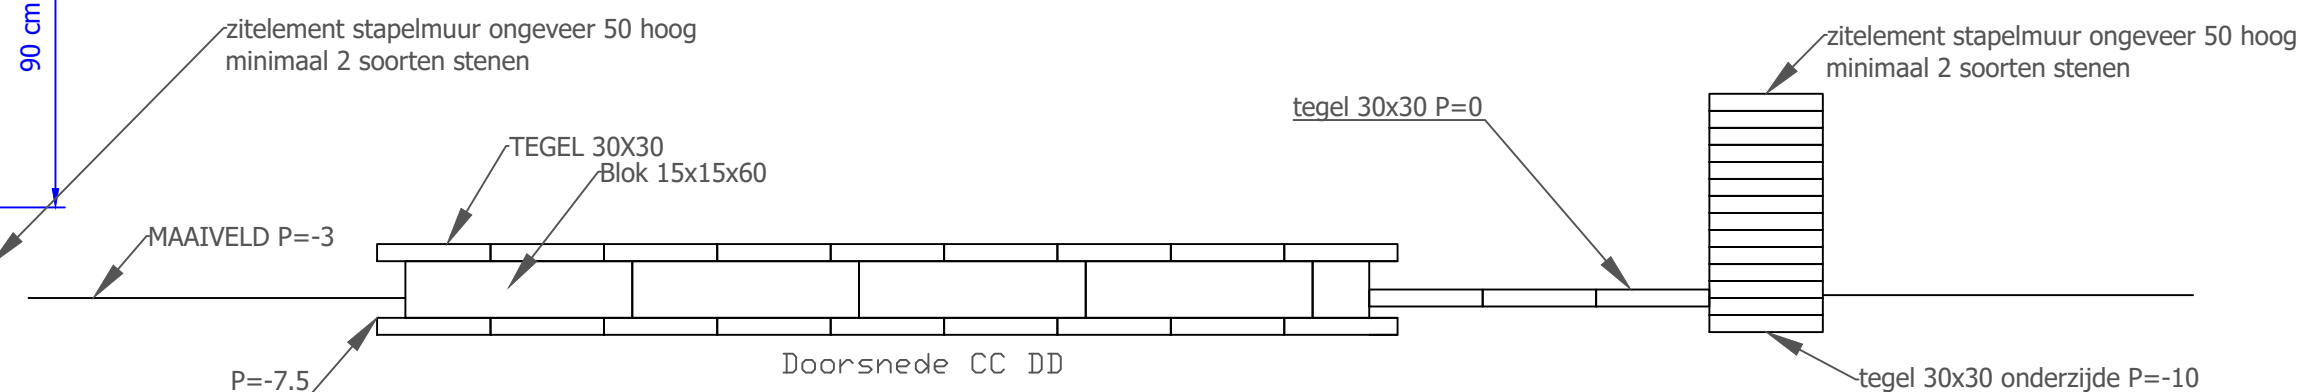 90 cm
zitelement stapelmuur ongeveer 50 hoog
minimaal 2 soorten stenen
zitelement stapelmuur ongeveer 50 hoog
minimaal 2 soorten stenen
tegel 30x30 P=0
TEGEL 30X30
Blok 15x15x60
MAAIVELD P=-3
Doorsnede CC DD
P=-7.5
tegel 30x30 onderzijde P=-10